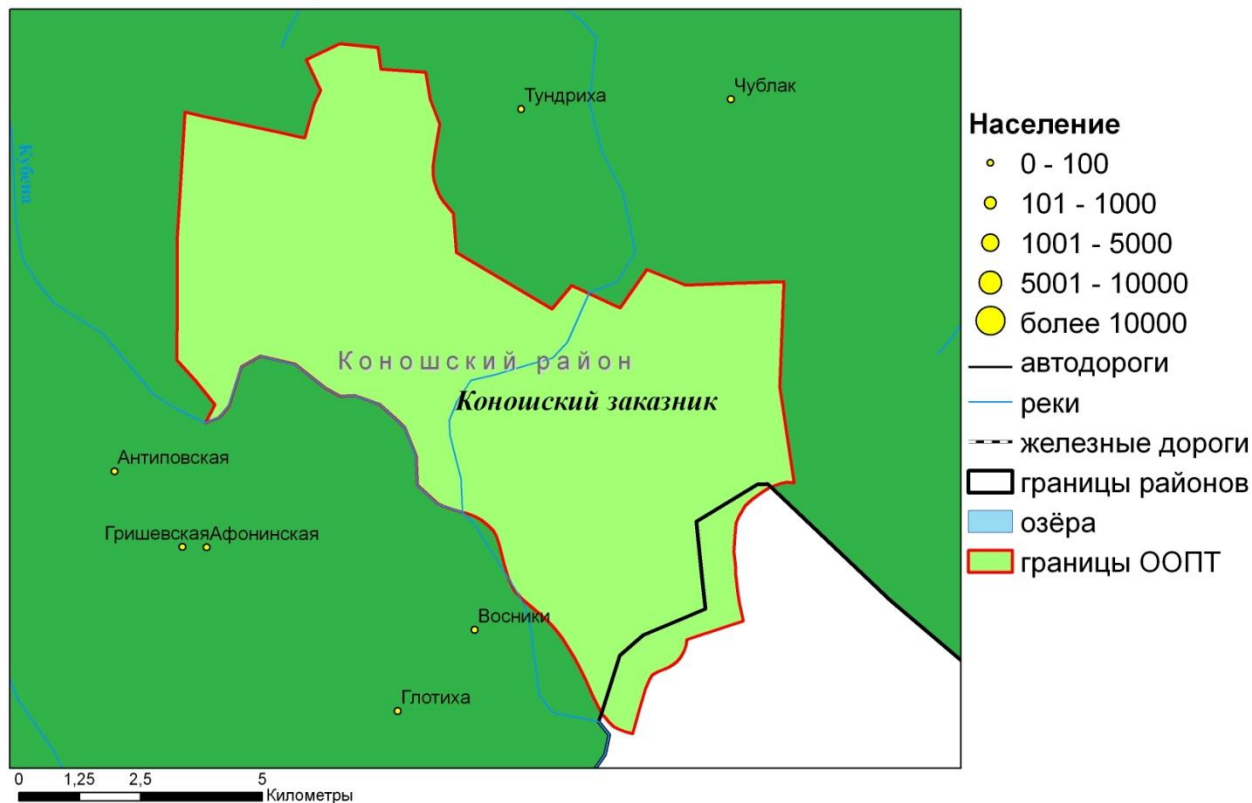 Тундриха
Чублак
Кубена
Коношский район
Коношский заказник
Антиповская
Гришевская
Афонинская
Восники
Глотиха
Население
0 - 100
101 - 1000
1001 - 5000
5001 - 10000
более 10000
автодороги
реки
железные дороги
границы районов
озёра
границы ООПТ
0 1,25 2,5 5
Километры